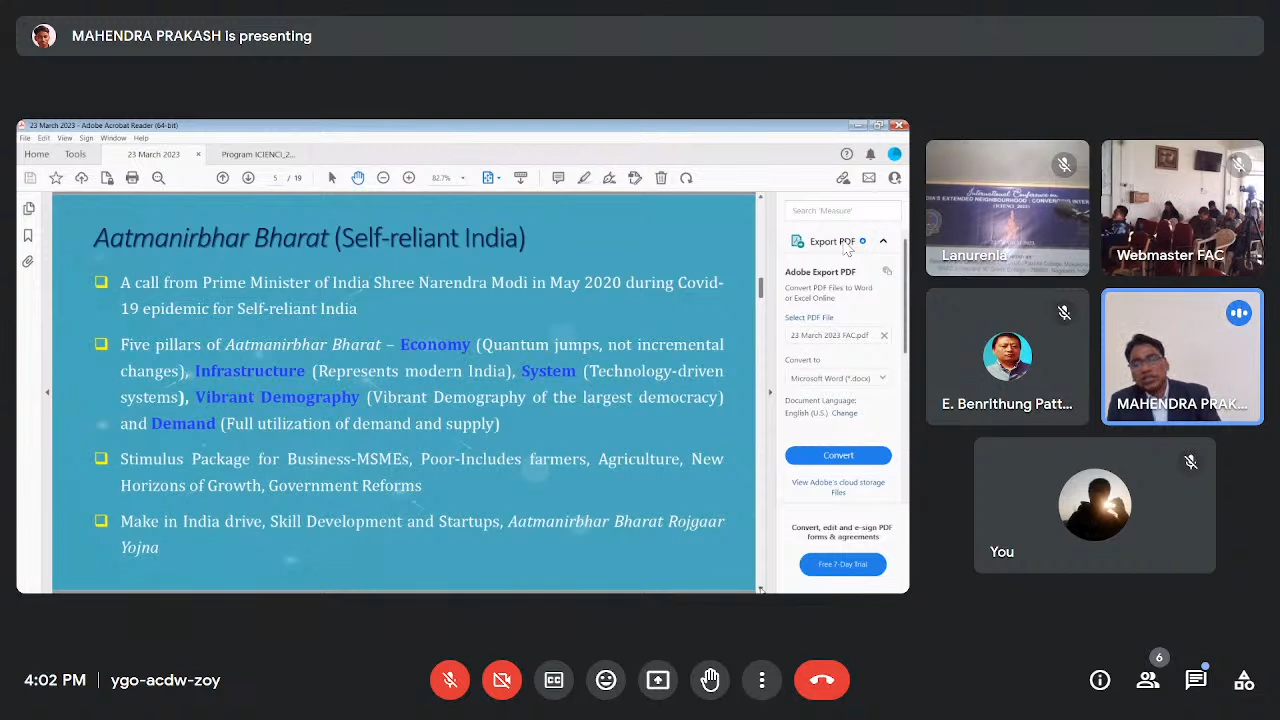 MAHENDRA PRAKASH is presenting
23 March 2023 - Adobe Acrobat Reader (64-bit)
File Edit View Sign Window Help
Home Tools 23 March 2023 × Program ICIENCI_2...
5 / 19 82.7%
Aatmanirbhar Bharat (Self-reliant India)
A call from Prime Minister of India Shree Narendra Modi in May 2020 during Covid-
19 epidemic for Self-reliant India
Five pillars of Aatmanirbhar Bharat – Economy (Quantum jumps, not incremental
changes), Infrastructure (Represents modern India), System (Technology-driven
systems), Vibrant Demography (Vibrant Demography of the largest democracy)
and Demand (Full utilization of demand and supply)
Stimulus Package for Business-MSMEs, Poor-Includes farmers, Agriculture, New
Horizons of Growth, Government Reforms
Make in India drive, Skill Development and Startups, Aatmanirbhar Bharat Rojgaar
Yojna
Search 'Measure'
Export PDF
Adobe Export PDF
Convert PDF Files to Word
or Excel Online
Select PDF File
23 March 2023 FAC.pdf
Convert to
Microsoft Word (*.docx)
Document Language:
English (U.S.) Change
Convert
View Adobe's cloud storage
Files
Convert, edit and e-sign PDF
forms & agreements
Free 7-Day Trial
International Conference on
EXTENDED NEIGHBOURHOOD: CONVERGING INTER
(ICIENCI, 2023)
Lanurenla
Webmaster FAC
E. Benrithung Patt...
MAHENDRA PRAK...
You
4:02 PM | ygo-acdw-zoy
6